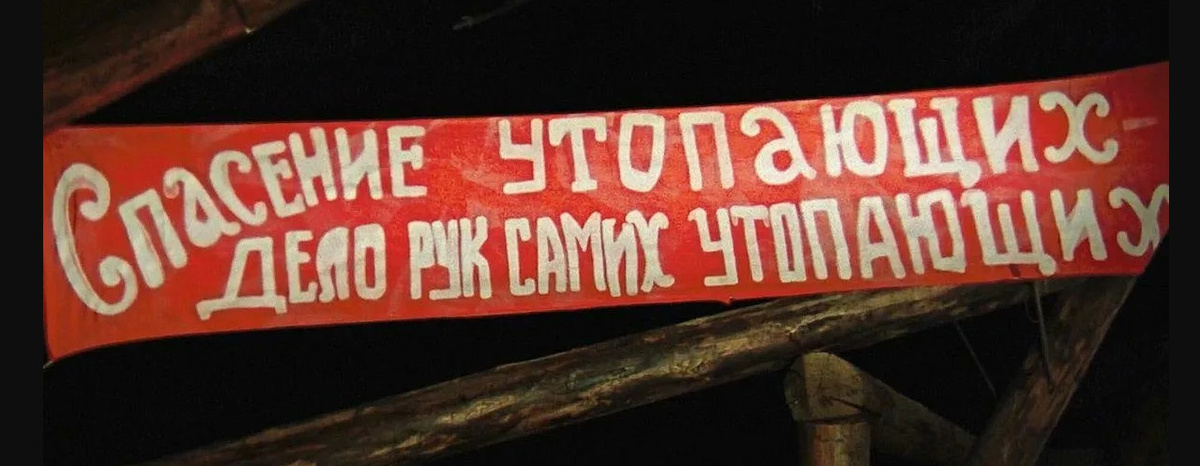 Спасение утопающих -
дело рук самих утопающих